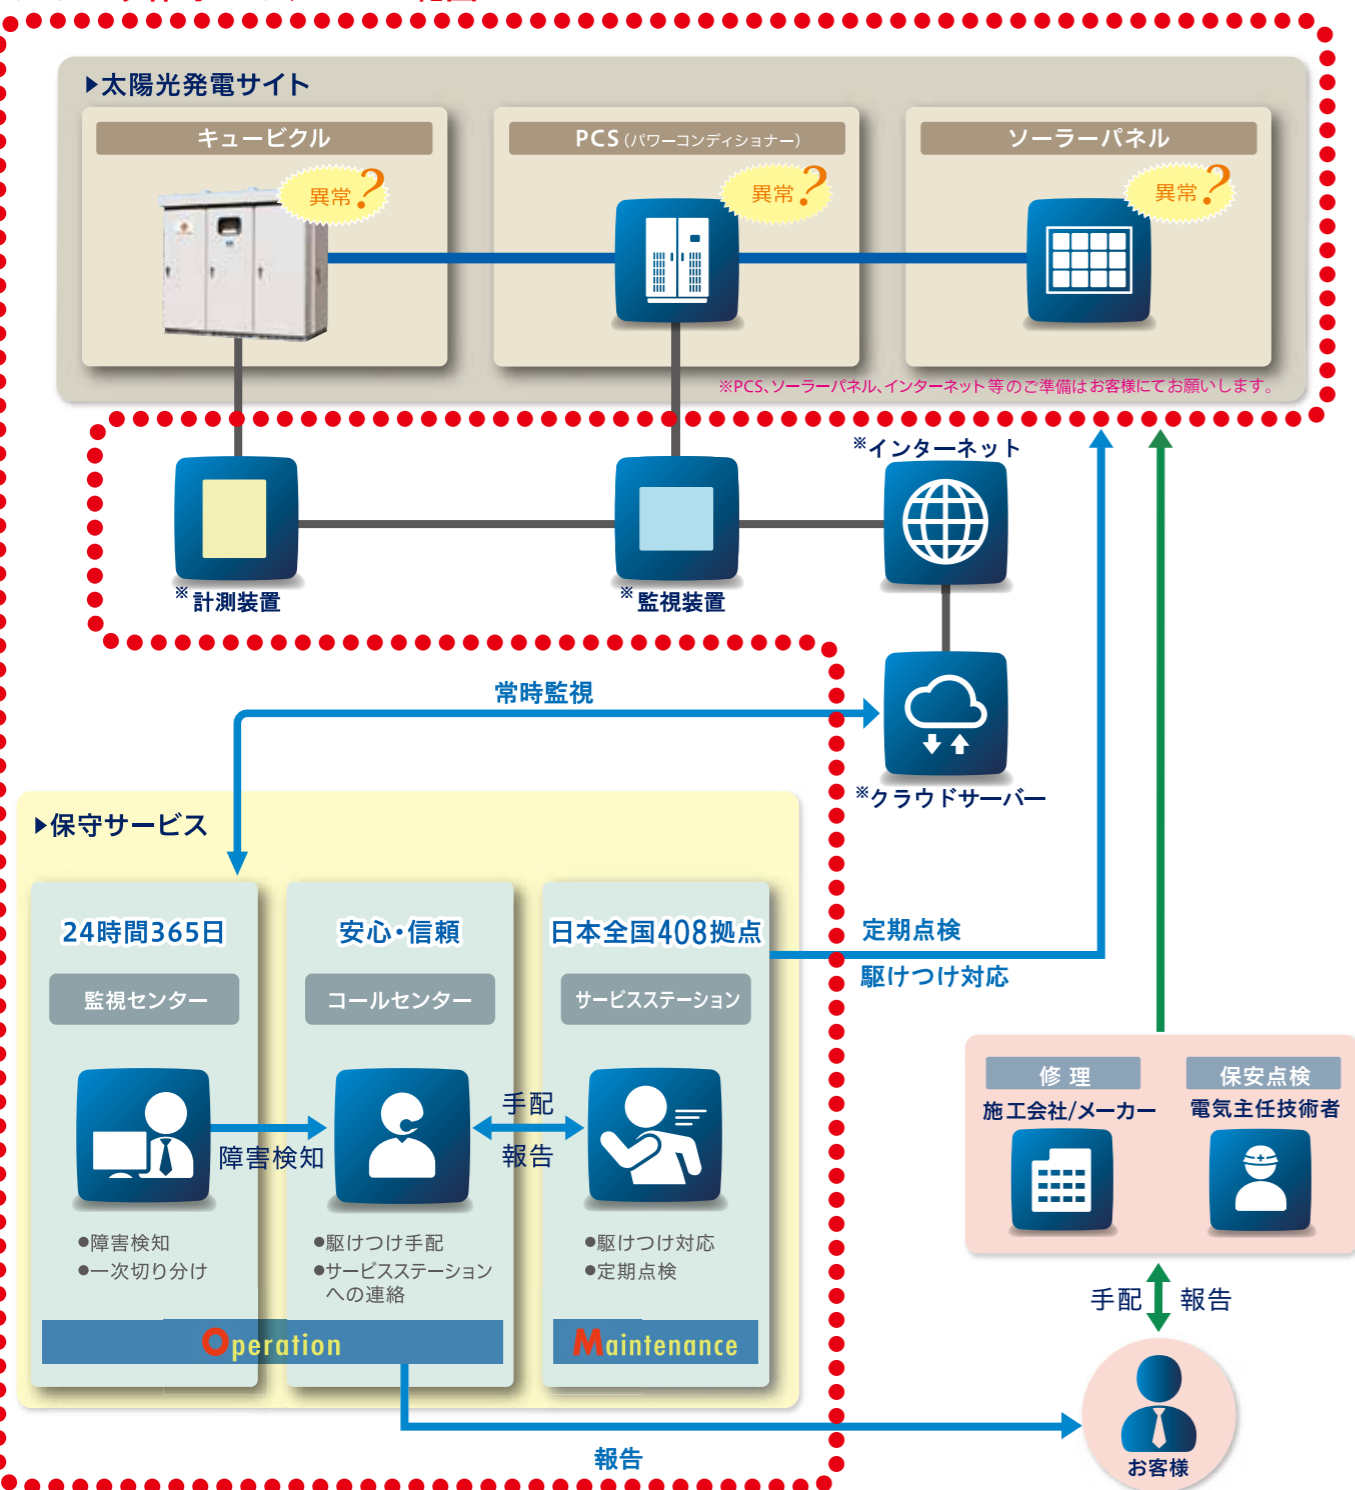 ▶太陽光発電サイト
キュービクル
PCS（パワーコンディショナー）
ソーラーパネル
異常?
異常?
異常?
※PCS、ソーラーパネル、インターネット等のご準備はお客様にてお願いします。
※インターネット
※計測装置
※監視装置
常時監視
※クラウドサーバー
▶保守サービス
24時間365日
安心・信頼
日本全国408拠点
定期点検
駆けつけ対応
監視センター
コールセンター
サービスステーション
修理
保安点検
施工会社/メーカー
電気主任技術者
手配
障害検知
報告
●障害検知
●一次切り分け
●駆けつけ手配
●サービスステーション
への連絡
●駆けつけ対応
●定期点検
手配
報告
Operation
Maintenance
報告
お客様